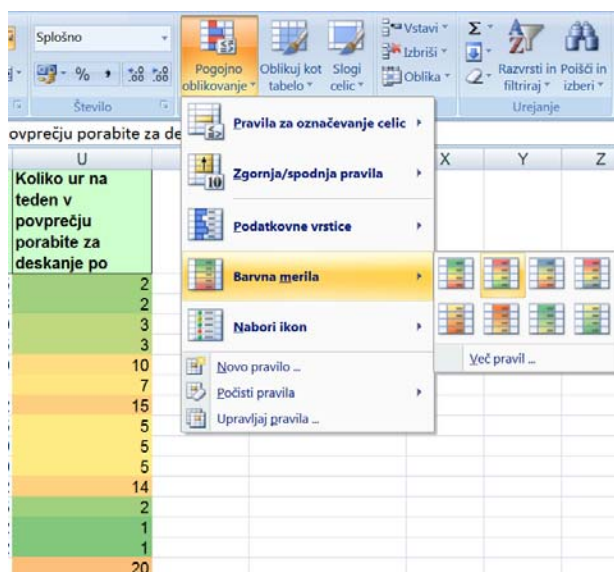 Splošno
% ,0 ,00
,00 ,0
Število
Pogojno
oblikovanje
Oblikuj kot
tabelo
Slogi
celic
Vstavi
Izbriši
Oblika
Σ
Razvrsti in
filtriraj
Poišči in
izberi
Urejanje
ovprečju porabite za de
U
X
Y
Z
Koliko ur na
teden v
povprečju
porabite za
deskanje po
2
2
3
3
10
7
15
5
5
5
14
2
1
1
20
Pravila za označevanje celic
Zgornja/spodnja pravila
Podatkovne vrstice
Barvna merila
Nabori ikon
Novo pravilo ...
Počisti pravila
Upravljaj pravila ...
Več pravil ...